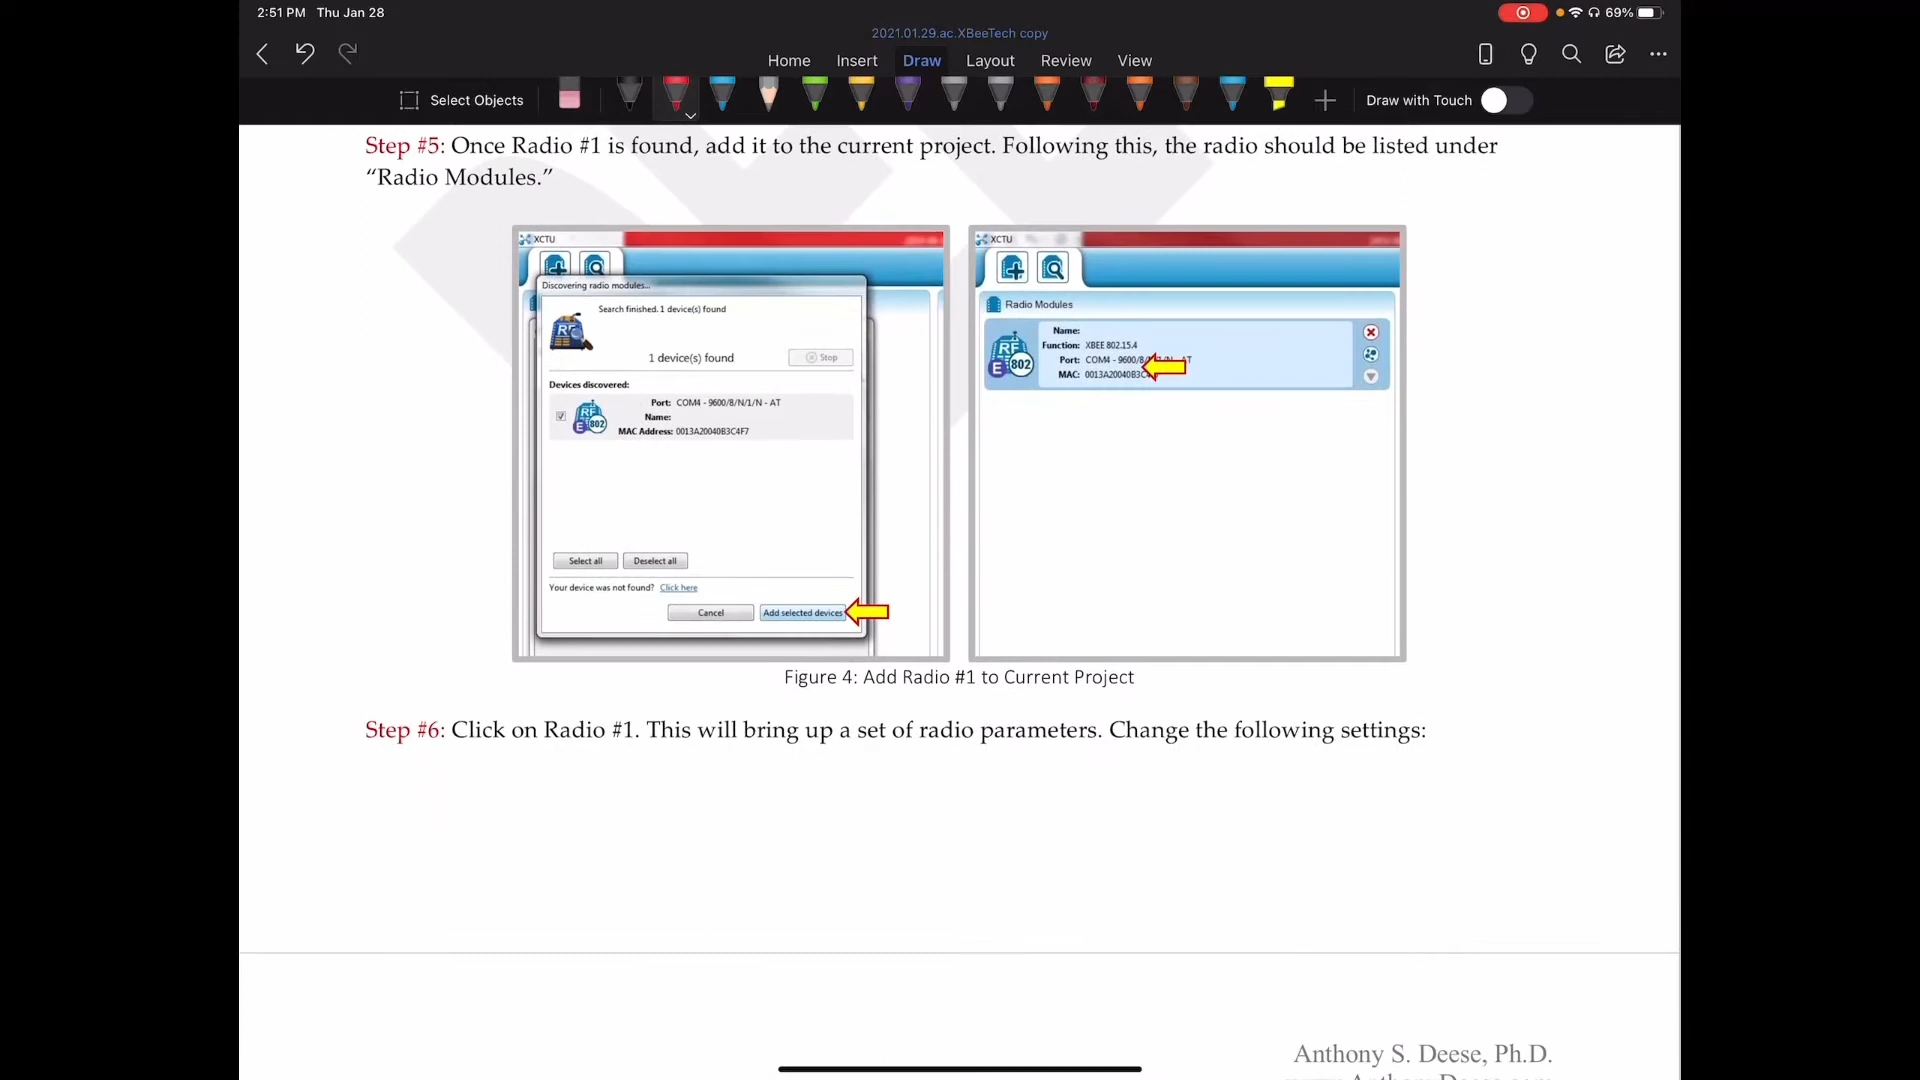 2:51 PM Thu Jan 28
69%
2021.01.29.ac.XBeeTech copy
Home Insert Draw Layout Review View
Select Objects
Draw with Touch
Step #5: Once Radio #1 is found, add it to the current project. Following this, the radio should be listed under
“Radio Modules.”
XCTU
Discovering radio modules...
Search finished. 1 device(s) found
1 device(s) found
Stop
Devices discovered:
Port: COM4 - 9600/8/N/1/N - AT
Name:
MAC Address: 0013A20040B3C4F7
RF
E 802
Select all Deselect all
Your device was not found? Click here
Cancel Add selected devices
XCTU
Radio Modules
Name:
Function: XBEE 802.15.4
Port: COM4 - 9600/8/ AT
MAC: 0013A20040B3C
RF
E 802
Figure 4: Add Radio #1 to Current Project
Step #6: Click on Radio #1. This will bring up a set of radio parameters. Change the following settings:
Anthony S. Deese, Ph.D.